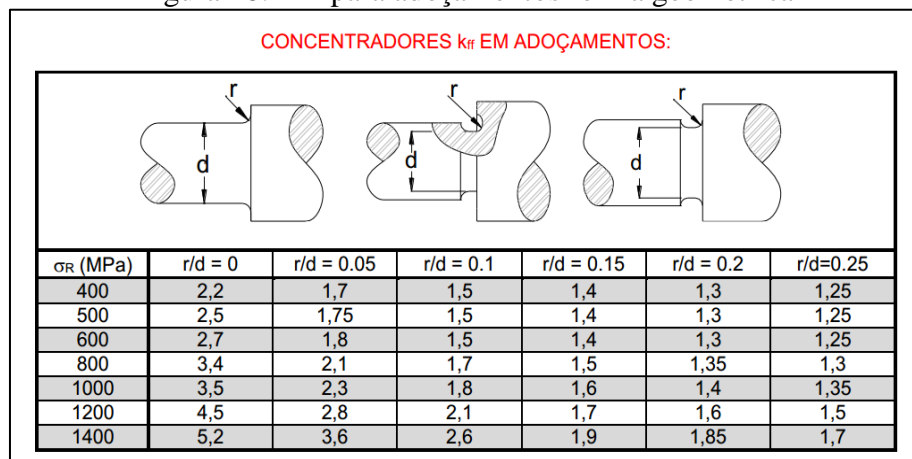 CONCENTRADORES kff EM ADOÇAMENTOS:
r r r
d d d
σR (MPa) r/d = 0 r/d = 0.05 r/d = 0.1 r/d = 0.15 r/d = 0.2 r/d=0.25
400 2,2 1,7 1,5 1,4 1,3 1,25
500 2,5 1,75 1,5 1,4 1,3 1,25
600 2,7 1,8 1,5 1,4 1,3 1,25
800 3,4 2,1 1,7 1,5 1,35 1,3
1000 3,5 2,3 1,8 1,6 1,4 1,35
1200 4,5 2,8 2,1 1,7 1,6 1,5
1400 5,2 3,6 2,6 1,9 1,85 1,7